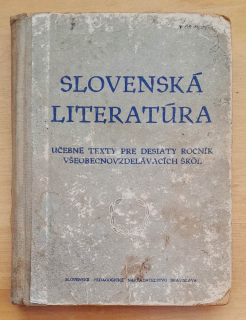 SLOVENSKÁ
LITERATÚRA
UČEBNÉ TEXTY PRE DESIATY ROČNÍK
VŠEOBECNOVZDELÁVACÍCH ŠKÔL
SLOVENSKÉ PEDAGOGICKÉ NAKLADATEĽSTVO BRATISLAVA